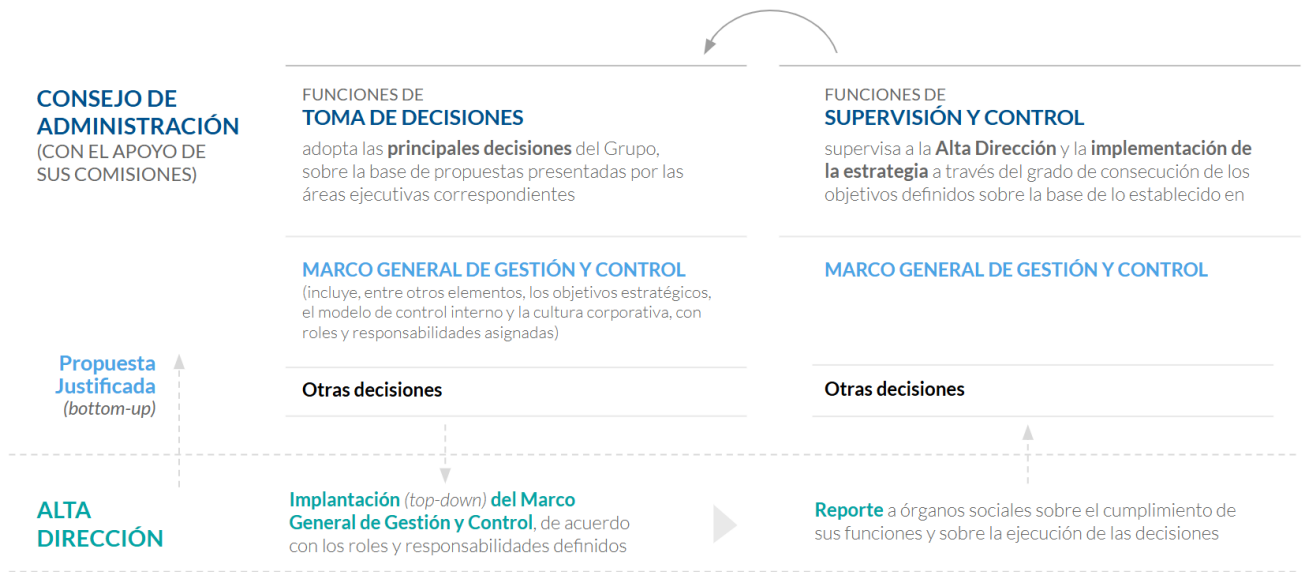 CONSEJO DE
ADMINISTRACIÓN
(CON EL APOYO DE
SUS COMISIONES)
FUNCIONES DE
TOMA DE DECISIONES
adopta las principales decisiones del Grupo,
sobre la base de propuestas presentadas por las
áreas ejecutivas correspondientes
FUNCIONES DE
SUPERVISIÓN Y CONTROL
supervisa a la Alta Dirección y la implementación de
la estrategia a través del grado de consecución de los
objetivos definidos sobre la base de lo establecido en
MARCO GENERAL DE GESTIÓN Y CONTROL
(incluye, entre otros elementos, los objetivos estratégicos,
el modelo de control interno y la cultura corporativa, con
roles y responsabilidades asignadas)
MARCO GENERAL DE GESTIÓN Y CONTROL
Propuesta
Justificada
(bottom-up)
Otras decisiones
Otras decisiones
ALTA
DIRECCIÓN
Implantación (top-down) del Marco
General de Gestión y Control, de acuerdo
con los roles y responsabilidades definidos
Reporte a órganos sociales sobre el cumplimiento de
sus funciones y sobre la ejecución de las decisiones